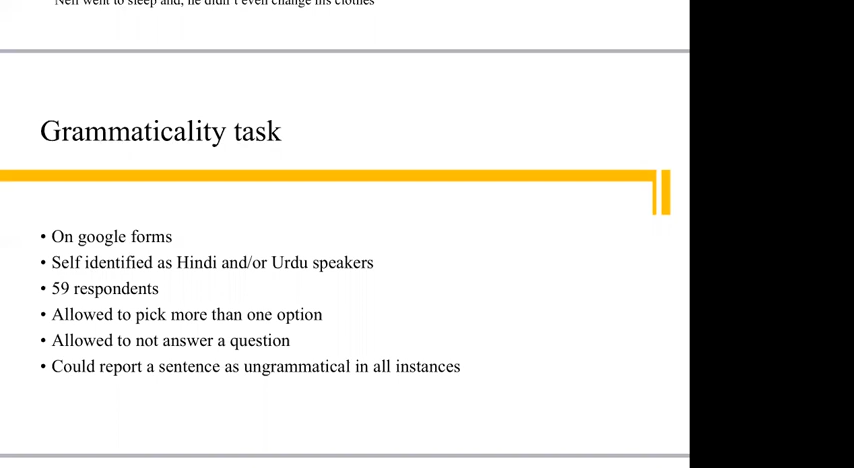 Neil went to sleep and, he didn't even change his clothes
Grammaticality task
• On google forms
• Self identified as Hindi and/or Urdu speakers
• 59 respondents
• Allowed to pick more than one option
• Allowed to not answer a question
• Could report a sentence as ungrammatical in all instances